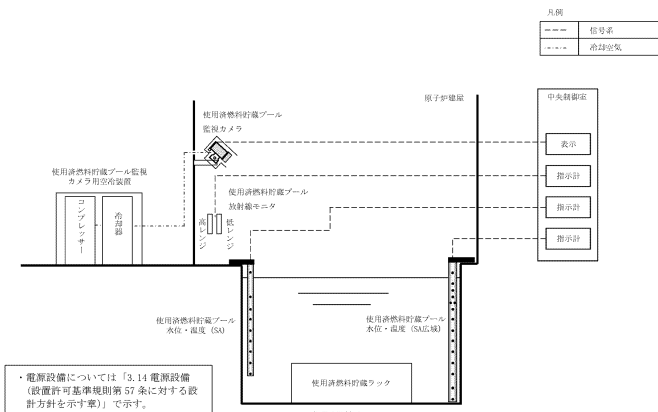 凡例
信号系
冷却空気
原子炉建屋
中央制御室
使用済燃料貯蔵プール
監視カメラ
表示
使用済燃料貯蔵プール監視
カメラ用空冷装置
指示計
使用済燃料貯蔵プール
放射線モニタ
コンプレッサー
冷却器
高レンジ
低レンジ
指示計
指示計
使用済燃料貯蔵プール
水位・温度（SA）
使用済燃料貯蔵プール
水位・温度（SA広域）
使用済燃料貯蔵ラック
・電源設備については「3.14 電源設備
（設置許可基準規則第 57 条に対する設
計方針を示す章）」で示す。